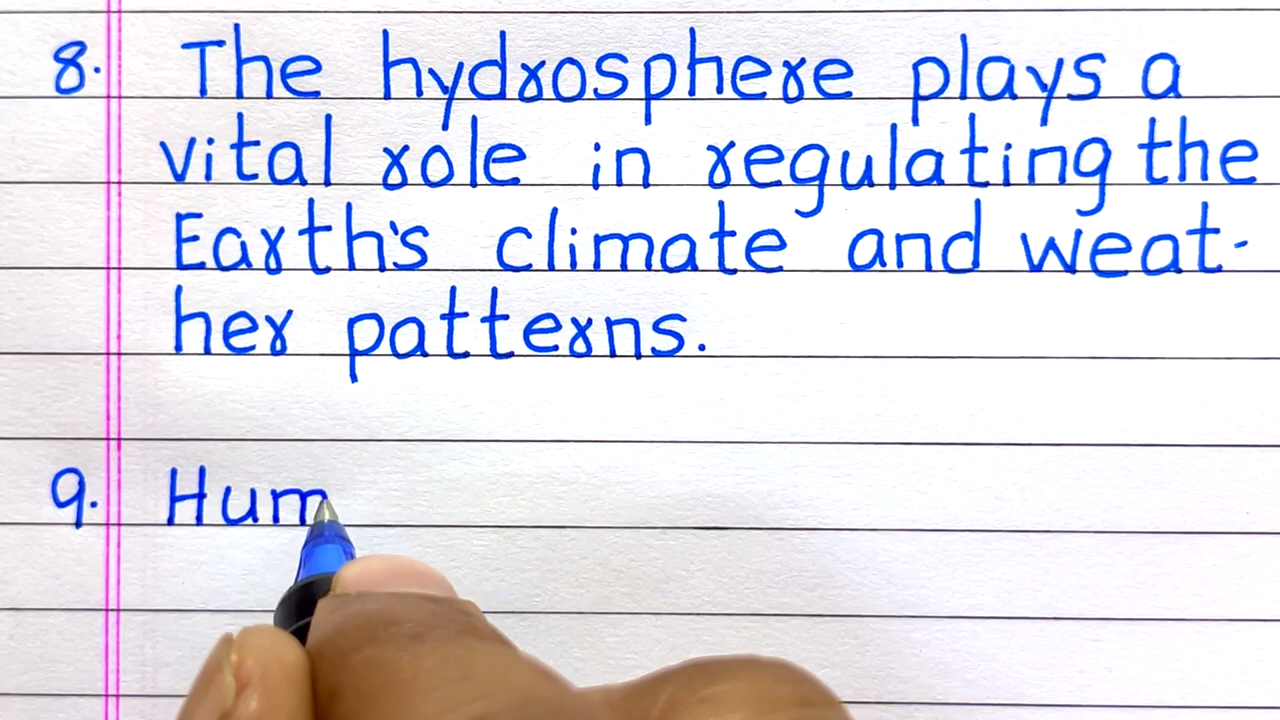 8. The hydrosphere plays a
vital role in regulating the
Earth's climate and weat-
her patterns.
9. Hum